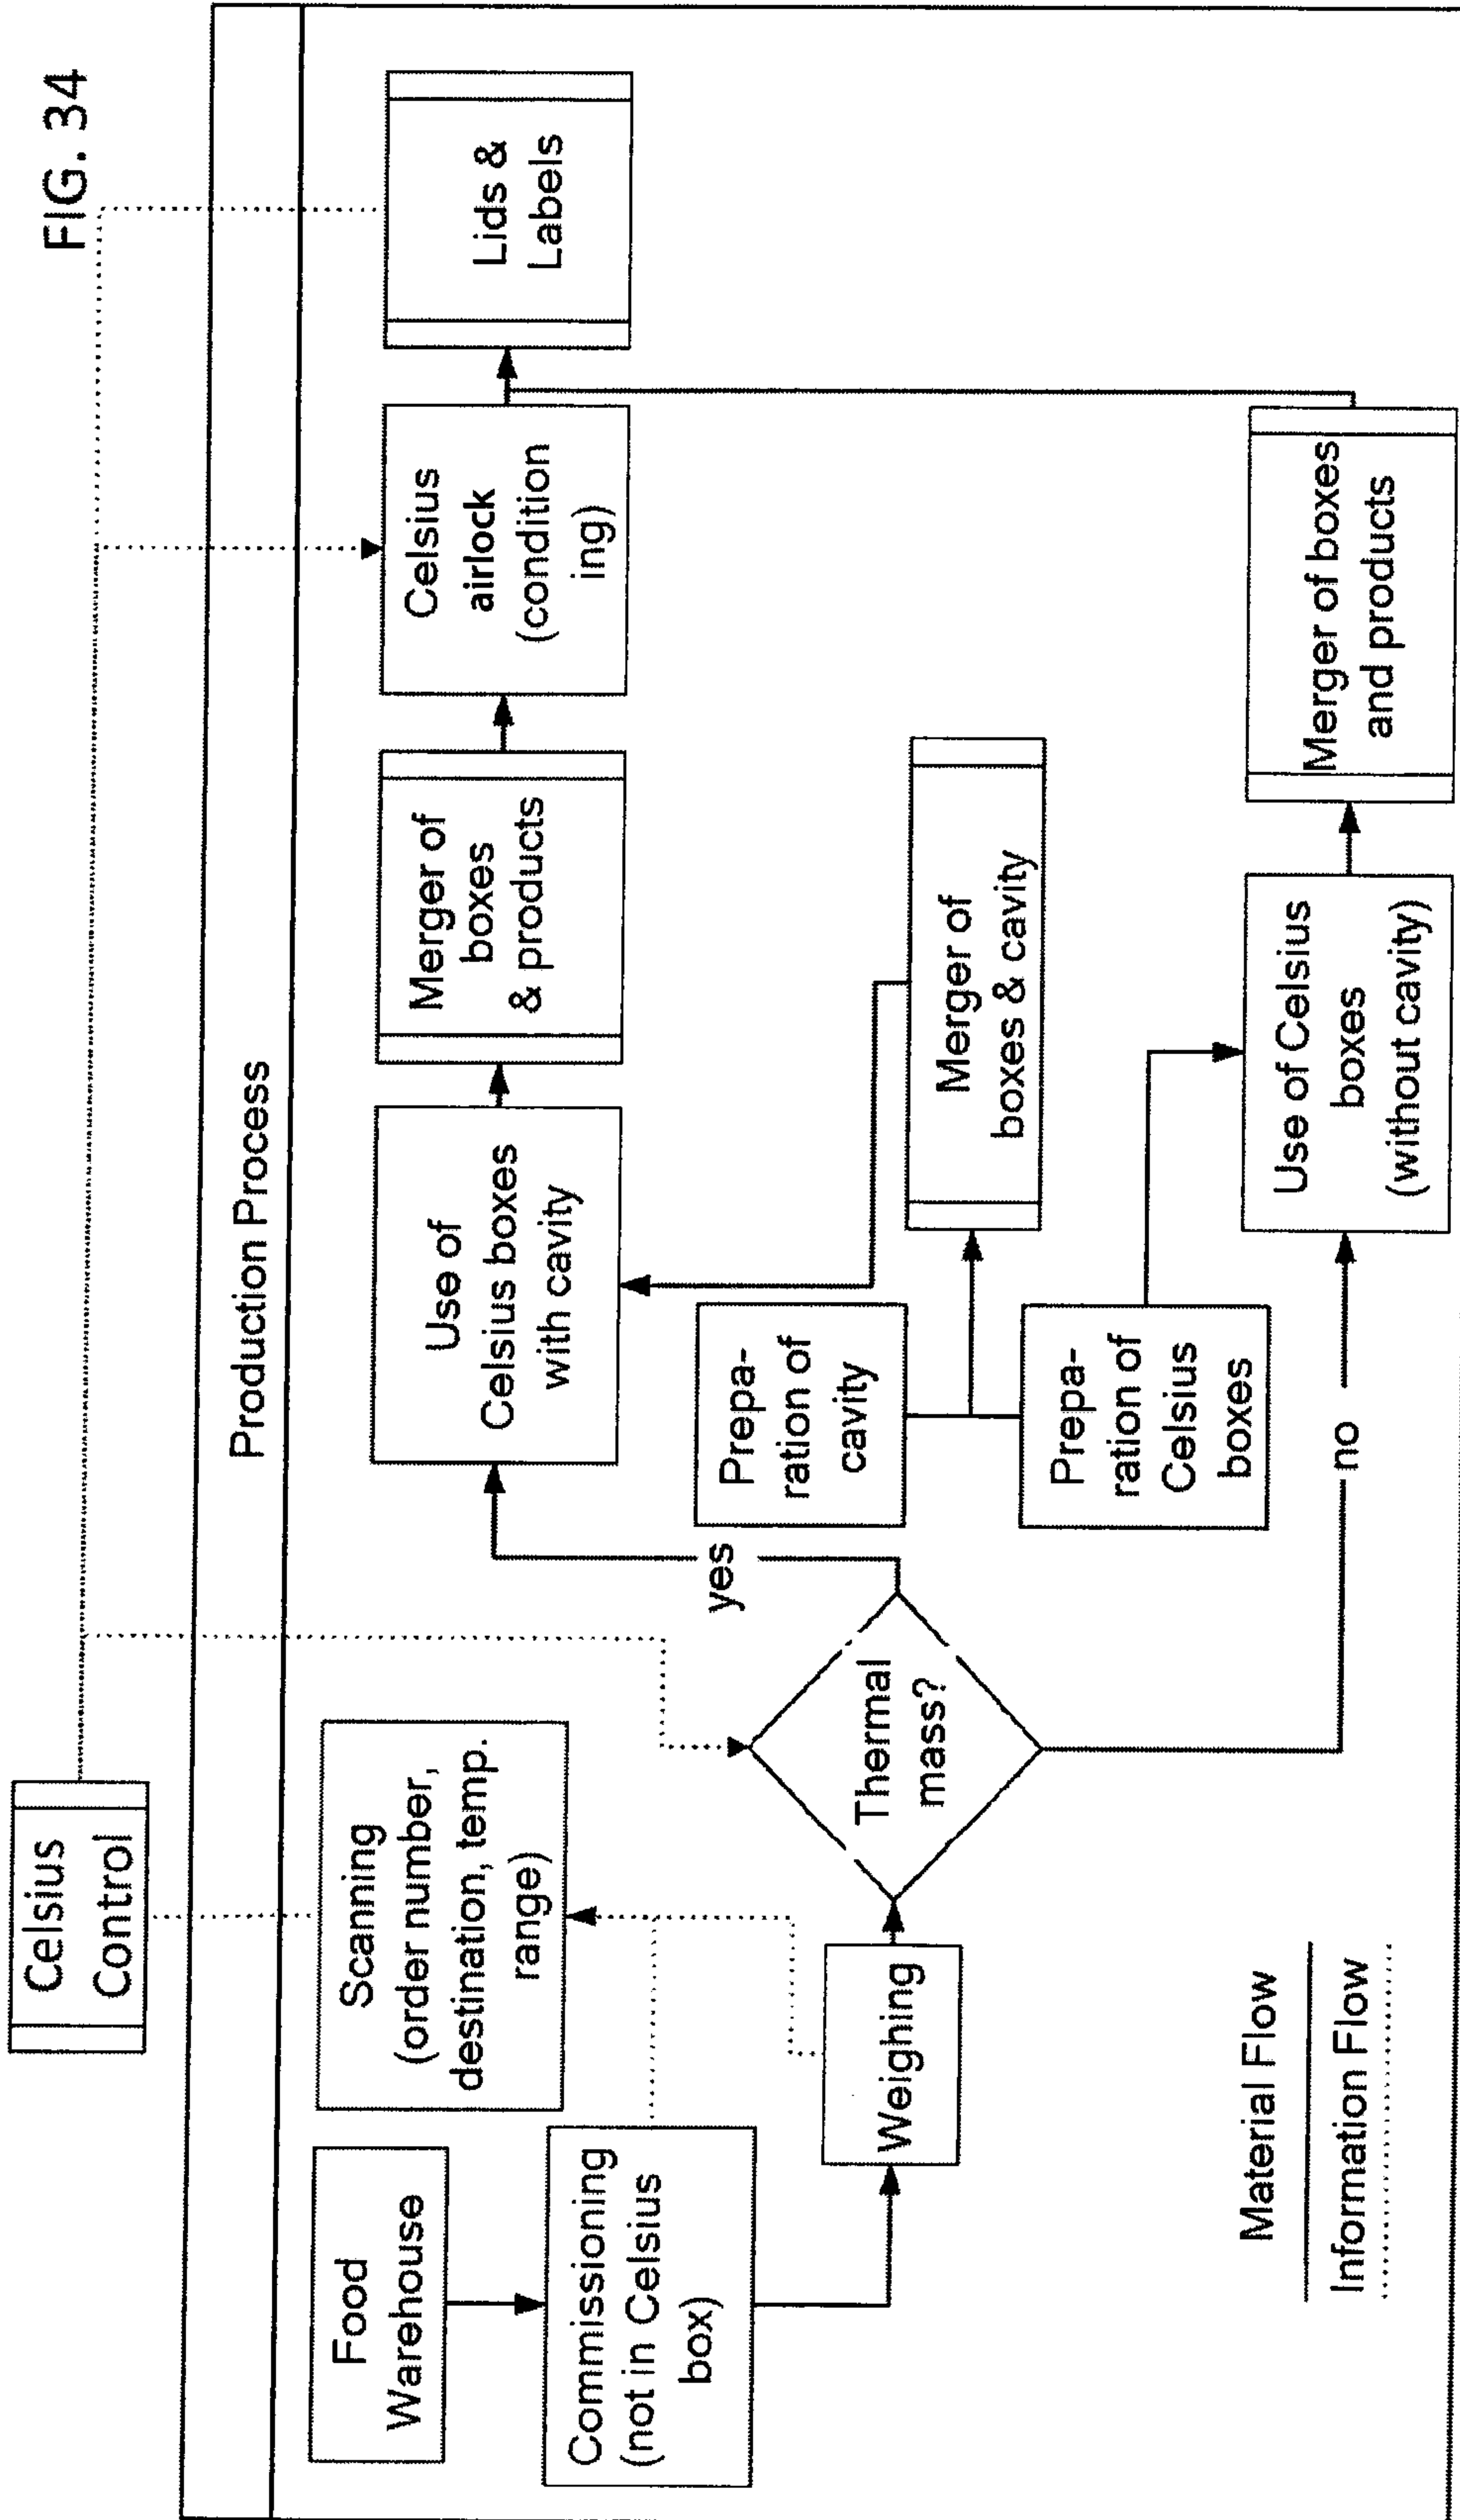 FIG. 34
Celsius
Control
Production Process
Food
Warehouse
Scanning
(order number,
destination, temp.
range)
Commissioning
(not in Celsius
box)
Weighing
Thermal
mass?
yes
no
Use of
Celsius boxes
with cavity
Merger of
boxes
& products
Celsius
airlock
(condition
ing)
Lids &
Labels
Prepa-
ration of
cavity
Merger of
boxes & cavity
Prepa-
ration of
Celsius
boxes
Use of Celsius
boxes
(without cavity)
Merger of boxes
and products
Material Flow
Information Flow